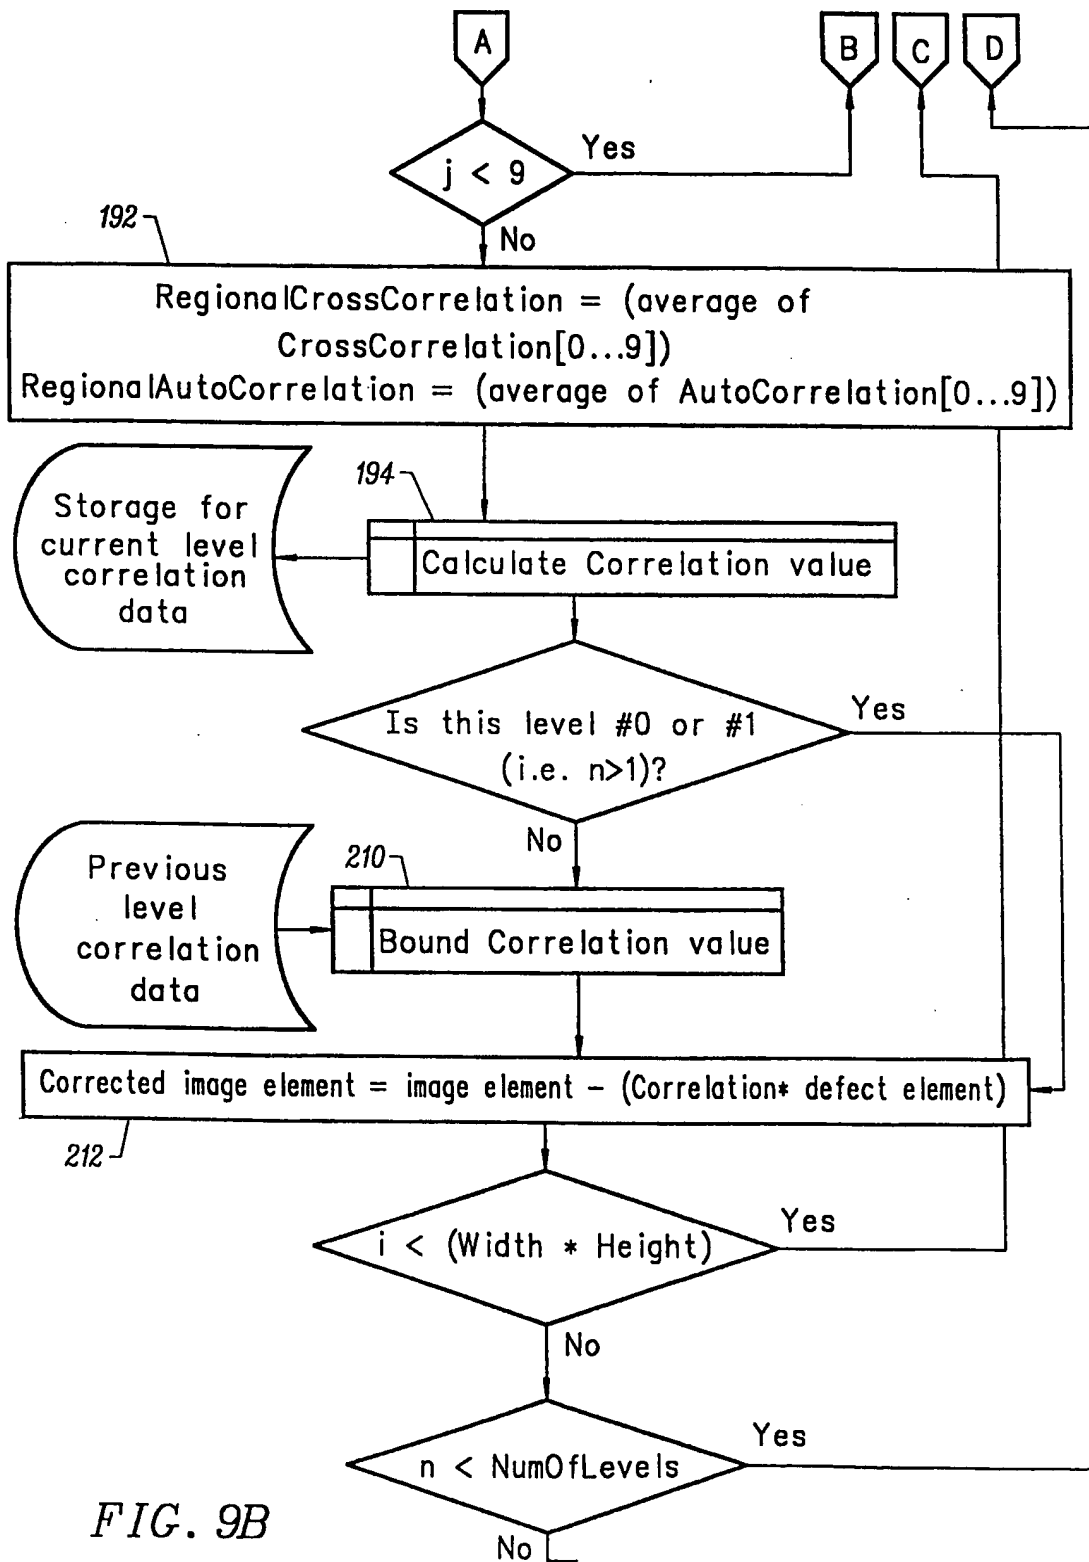 A
B
C
D
j < 9
Yes
No
192
RegionalCrossCorrelation = (average of
CrossCorrelation[0...9])
RegionalAutoCorrelation = (average of AutoCorrelation[0...9])
Storage for
current level
correlation
data
194
Calculate Correlation value
Is this level #0 or #1
(i.e. n>1)?
Yes
No
Previous
level
correlation
data
210
Bound Correlation value
Corrected image element = image element - (Correlation* defect element)
212
i < (Width * Height)
Yes
No
n < NumOfLevels
Yes
No
FIG. 9B